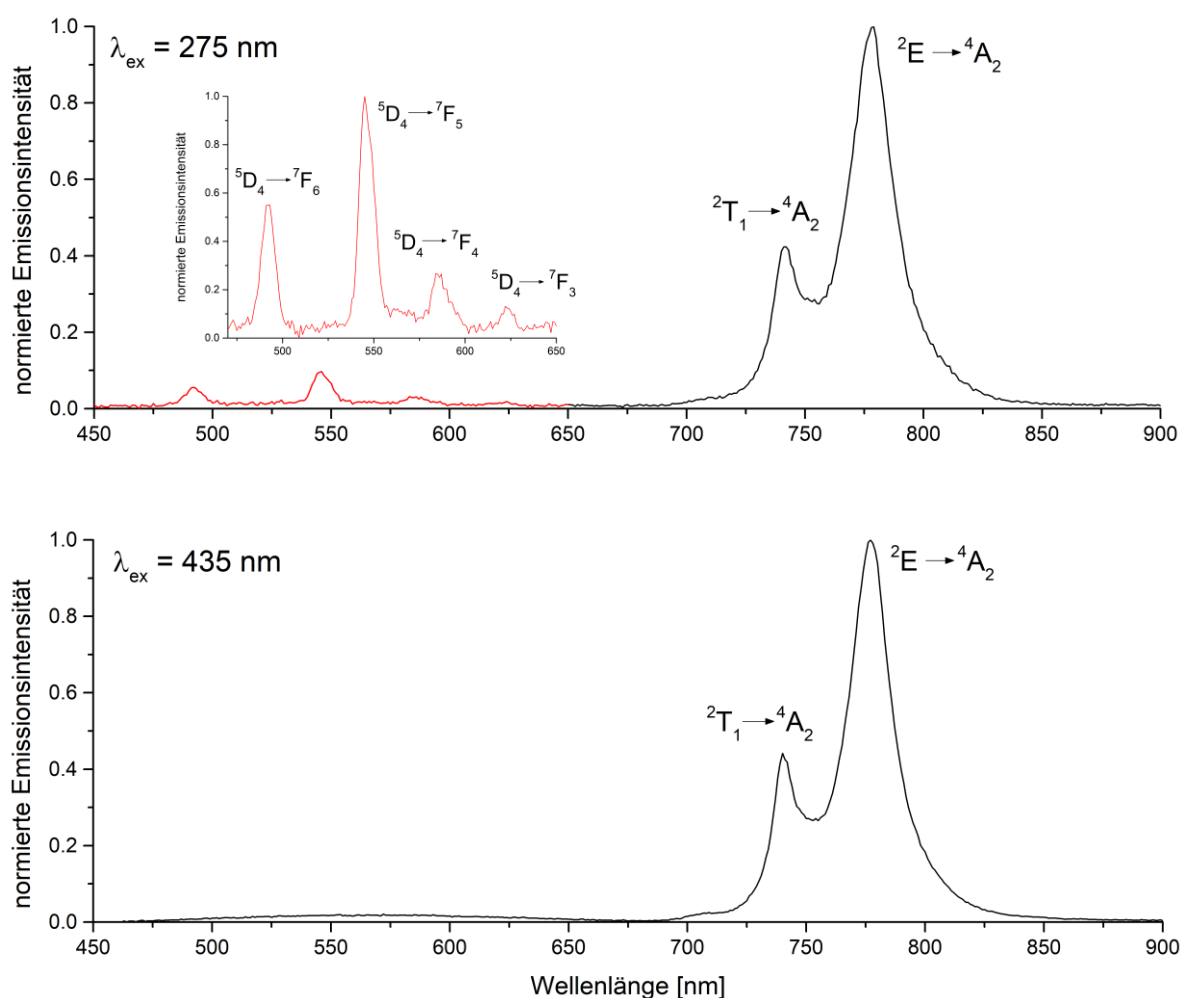 λex = 275 nm
²E → ⁴A₂
⁵D₄ → ⁷F₅
⁵D₄ → ⁷F₆
⁵D₄ → ⁷F₄
⁵D₄ → ⁷F₃
²T₁ → ⁴A₂
normierte Emissionsintensität
1.0
0.8
0.6
0.4
0.2
0.0
500 550 600 650
normierte Emissionsintensität
1.0
0.8
0.6
0.4
0.2
0.0
450 500 550 600 650 700 750 800 850 900
λex = 435 nm
²E → ⁴A₂
²T₁ → ⁴A₂
normierte Emissionsintensität
1.0
0.8
0.6
0.4
0.2
0.0
450 500 550 600 650 700 750 800 850 900
Wellenlänge [nm]